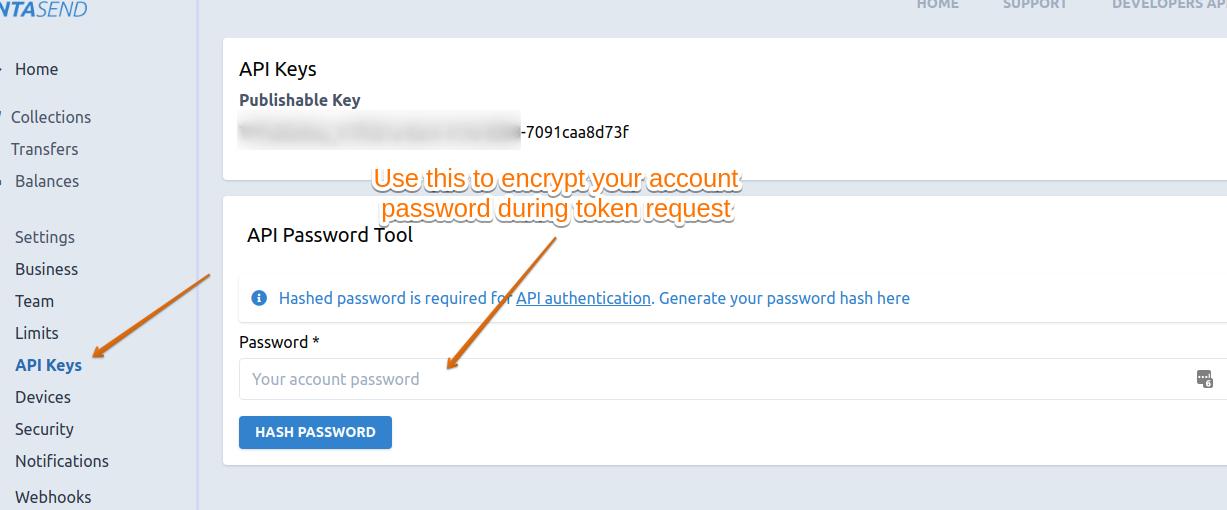 NTASEND
HOME SUPPORT DEVELOPERS API
Home
Collections
Transfers
Balances
Settings
Business
Team
Limits
API Keys
Devices
Security
Notifications
Webhooks
API Keys
Publishable Key
-7091caa8d73f
Use this to encrypt your account
password during token request
API Password Tool
Hashed password is required for API authentication. Generate your password hash here
Password *
Your account password
6
HASH PASSWORD